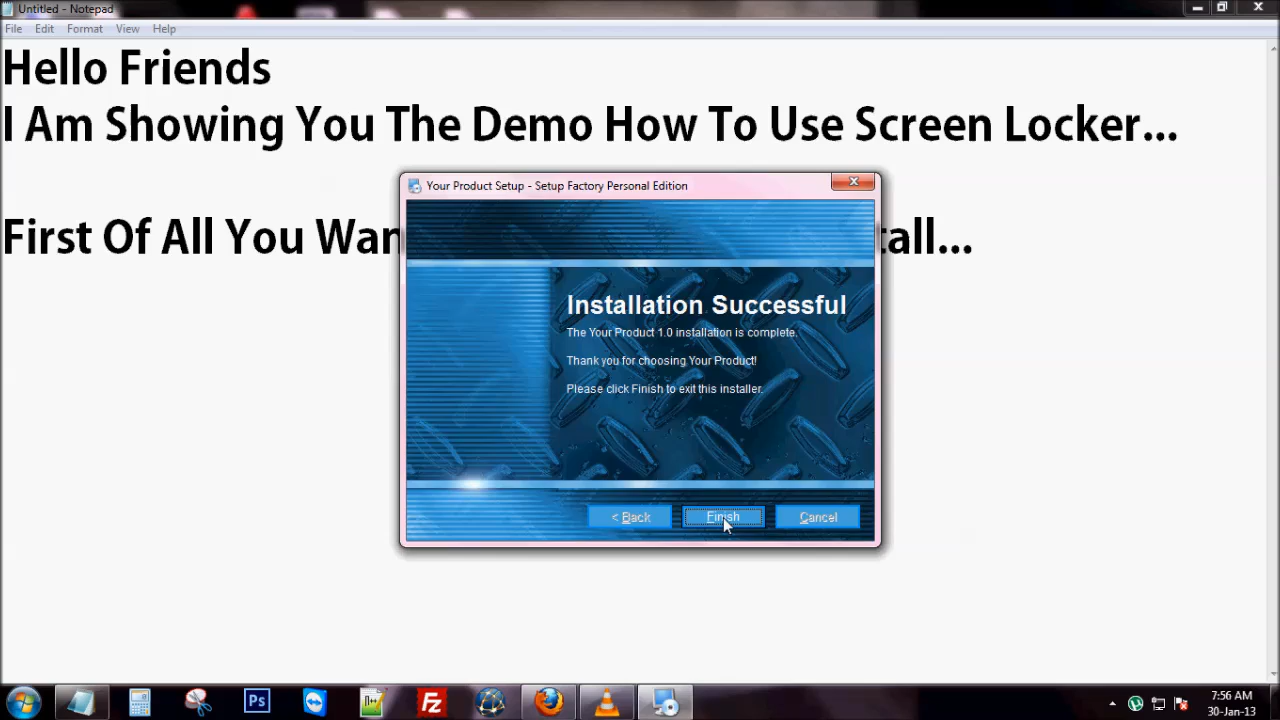 Untitled - Notepad
File Edit Format View Help
Hello Friends
I Am Showing You The Demo How To Use Screen Locker...
First Of All You
Your Product Setup - Setup Factory Personal Edition
Installation Successful
The Your Product 1.0 installation is complete.
Thank you for choosing Your Product!
Please click Finish to exit this installer.
< Back Finish Cancel
Ps
Fz
7:56 AM
30-Jan-13